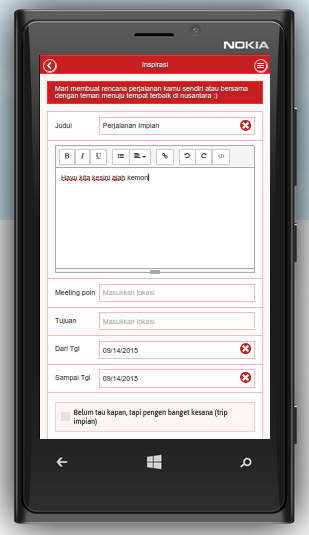 NOKIA
Inspirasi
Mari membuat rencana perjalanan kamu sendiri atau bersama
dengan teman menuju tempat terbaik di nusantara :)
Judul Perjalanan Impian
B I U
Hayu kita kesini ajah kemon
Meeting poin Masukkan lokasi
Tujuan Masukkan lokasi
Dari Tgl 09/14/2015
Sampai Tgl 09/14/2015
Belum tau kapan, tapi pengen banget kesana (trip
impian)